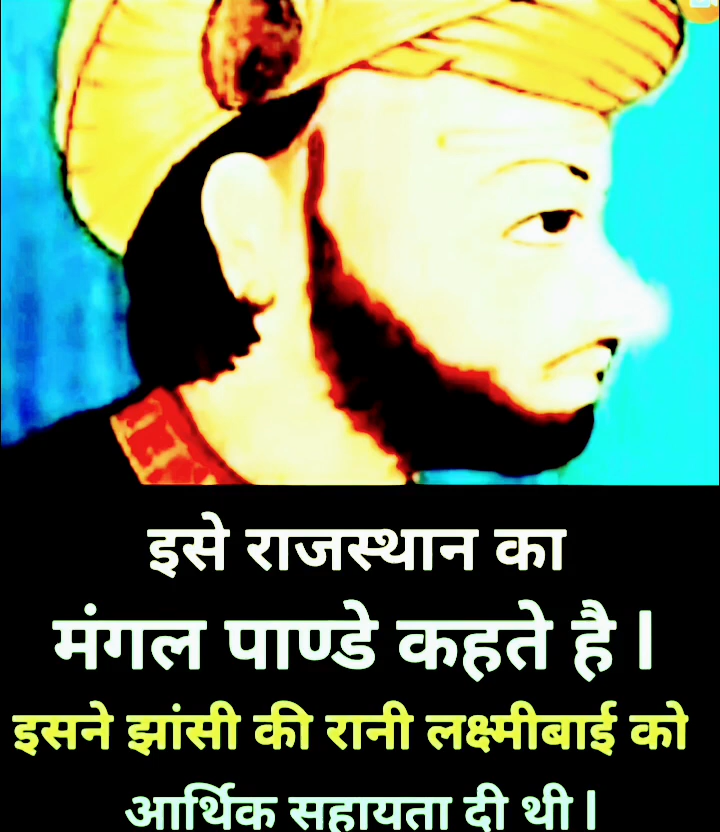 इसे राजस्थान का
मंगल पाण्डे कहते है।
इसने झांसी की रानी लक्ष्मीबाई को
आर्थिक सहायता दी थी।